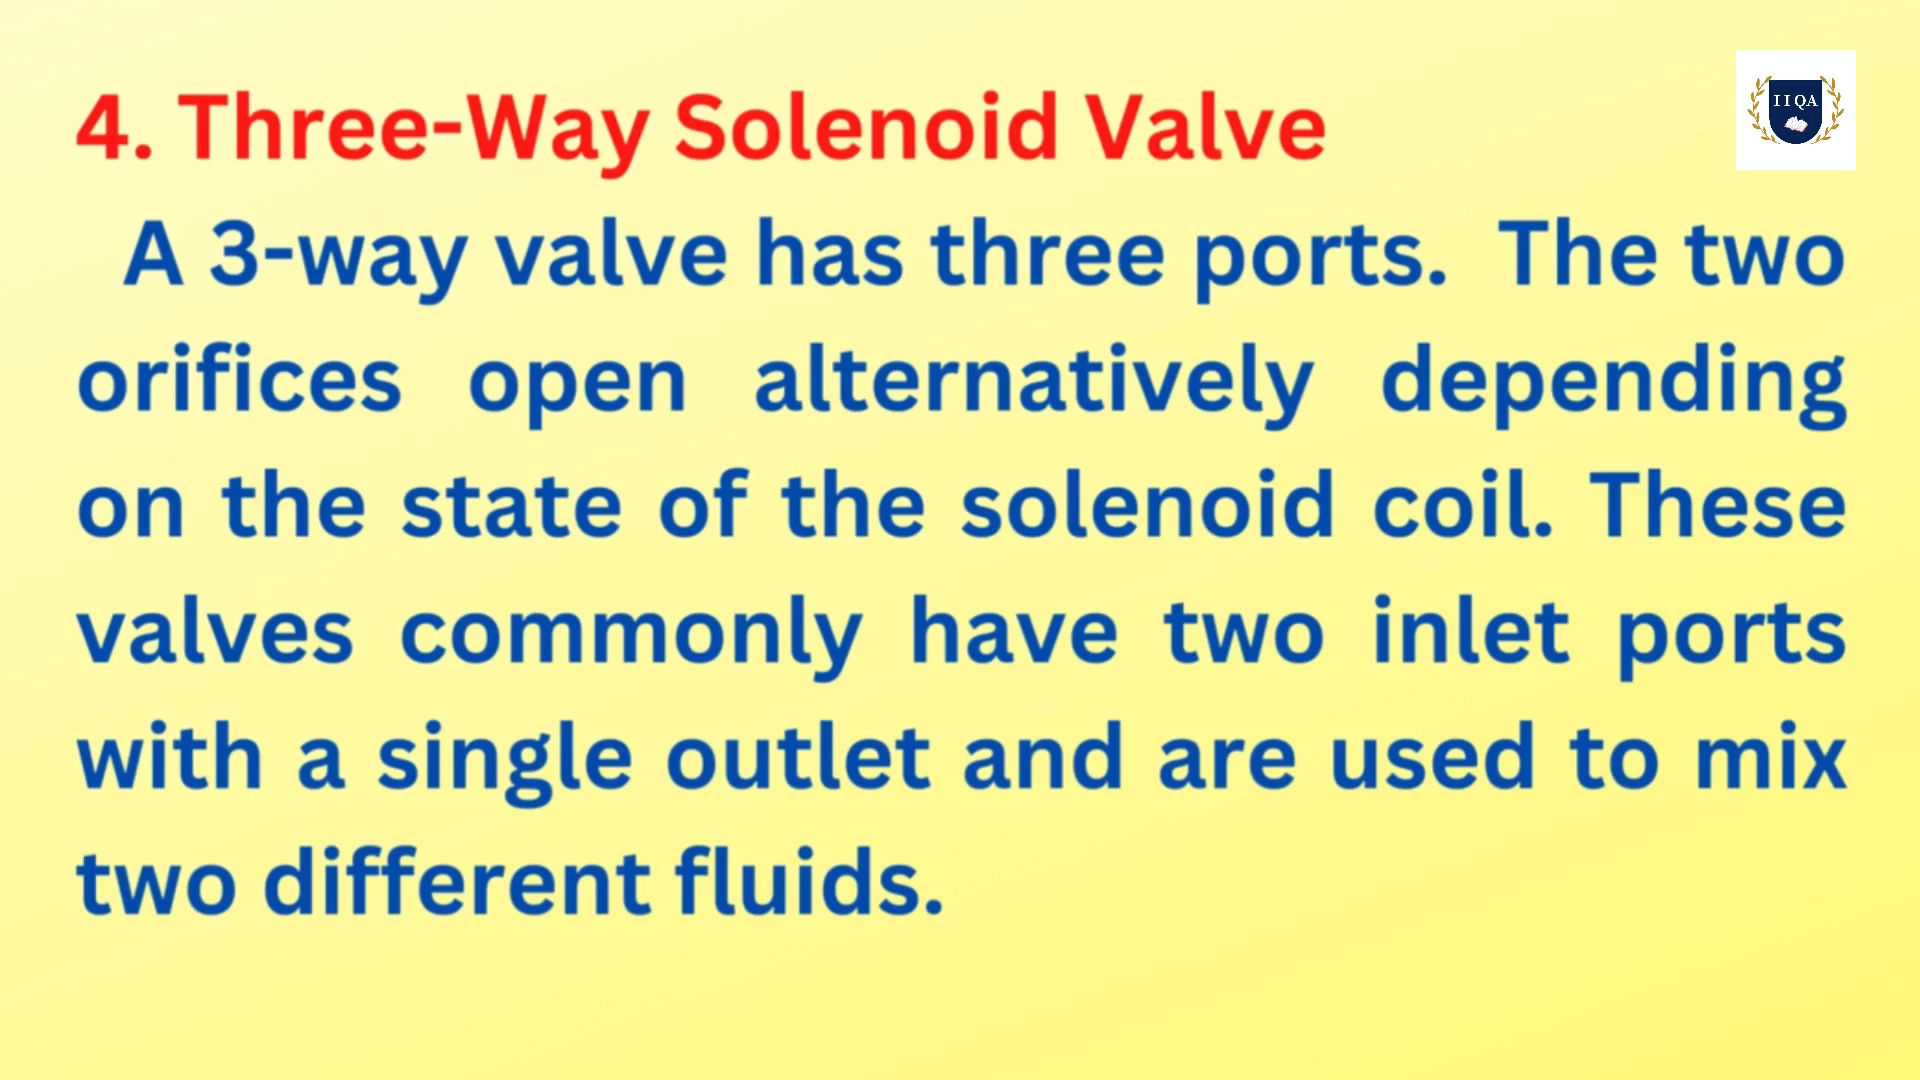 4. Three-Way Solenoid Valve
IIQA
A 3-way valve has three ports. The two
orifices open alternatively depending
on the state of the solenoid coil. These
valves commonly have two inlet ports
with a single outlet and are used to mix
two different fluids.